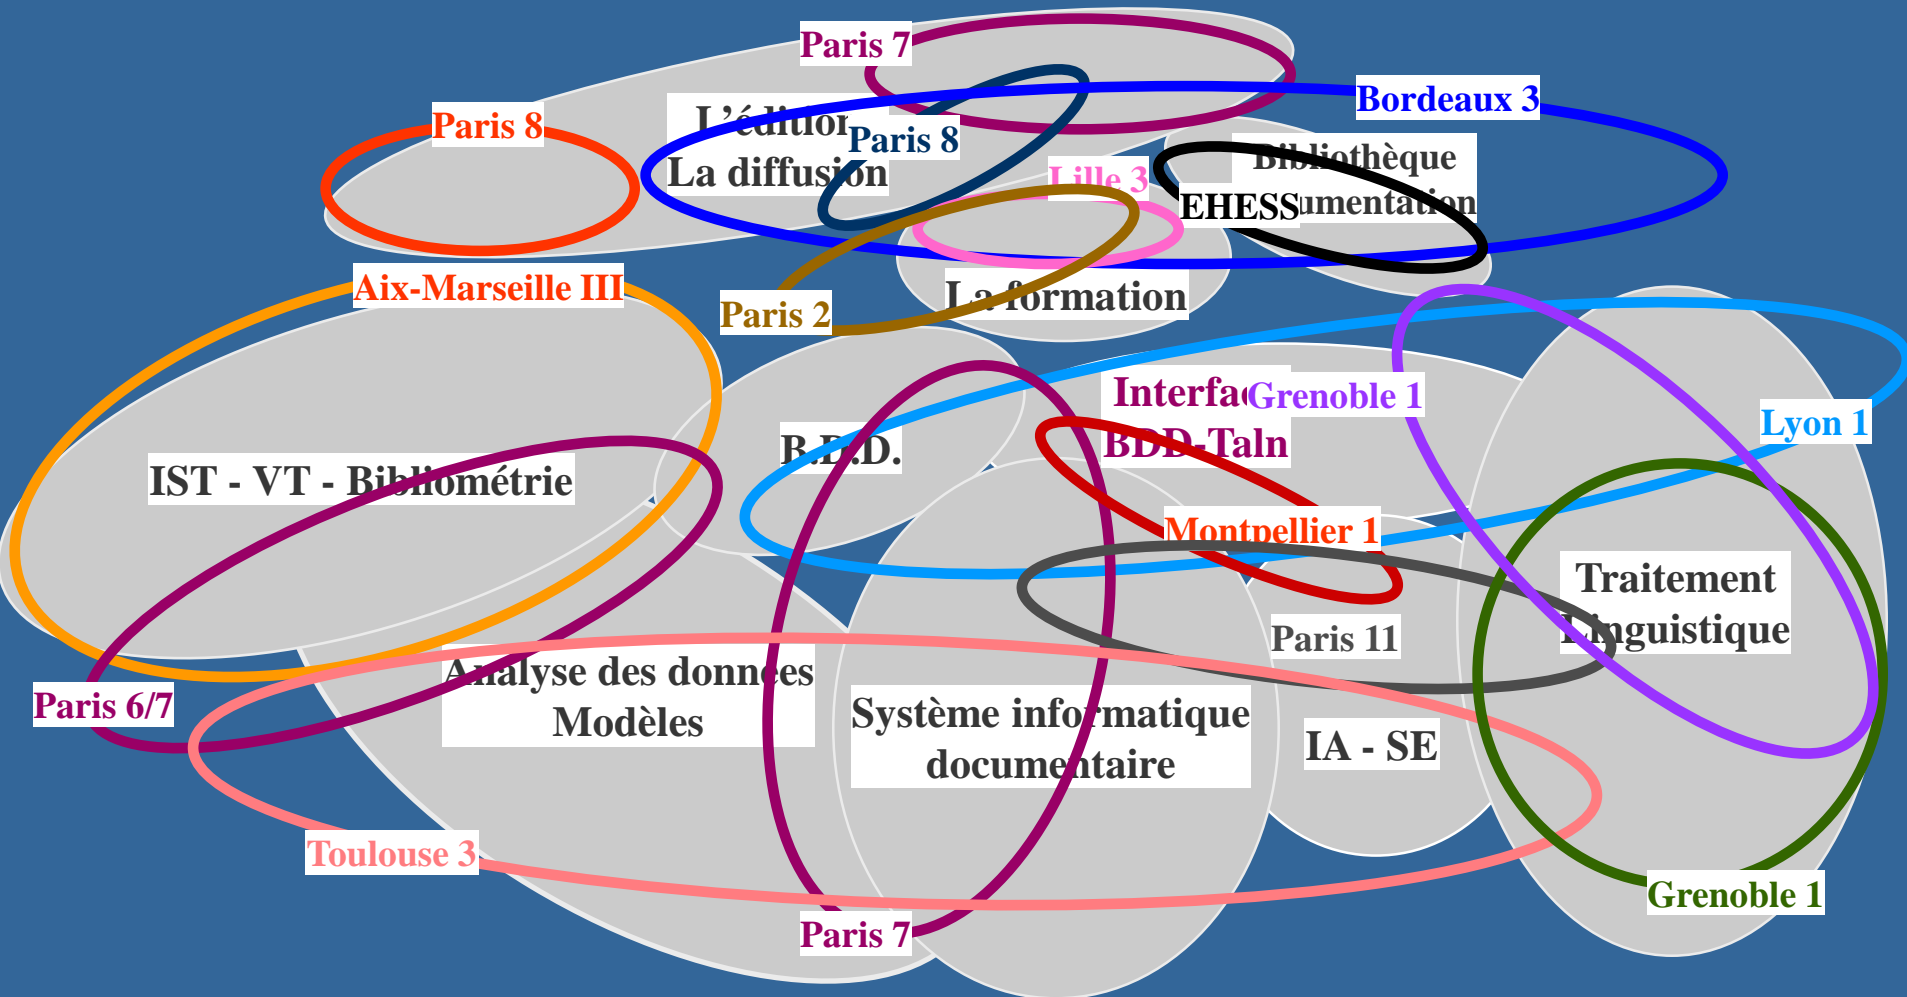 Paris 7
Bordeaux 3
Paris 8
L'édition
Paris 8
La diffusion
Bibliothèque
Lille 3
EHESS
Aix-Marseille III
La formation
Paris 2
Interfac
Grenoble 1
BDD-Taln
Lyon 1
B.D.D.
IST - VT - Bibliométrie
Montpellier 1
Traitement
Linguistique
Paris 11
Analyse des données
Modèles
Paris 6/7
Système informatique
documentaire
IA - SE
Toulouse 3
Grenoble 1
Paris 7